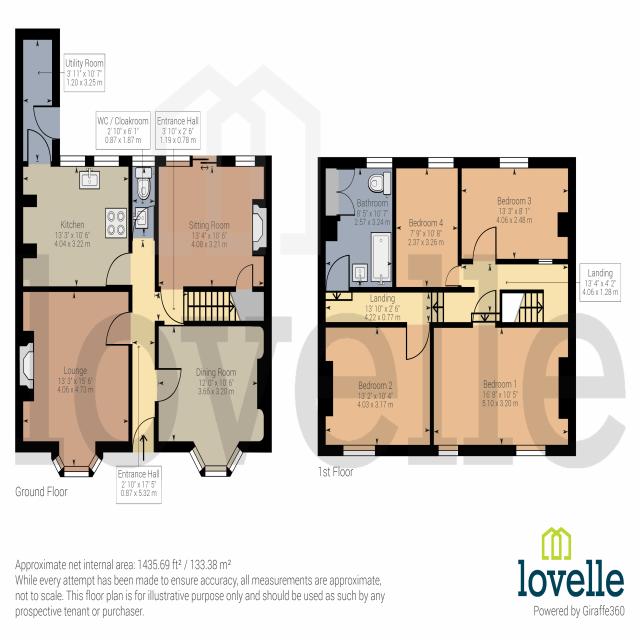 Utility Room
3' 11" x 10' 7"
1.20 x 3.25 m
WC / Cloakroom
2' 10" x 6'1"
0.87 x 1.87 m
Entrance Hall
3' 10" x 2' 6"
1.19 x 0.78 m
Kitchen
13' 3" x 10' 6"
4.04 x 3.22 m
Sitting Room
13' 4" x 10' 6"
4.08 x 3.21 m
Lounge
13' 3" x 15' 6"
4.06 x 4.73 m
Dining Room
12' 0" x 10' 6"
3.66 x 3.20 m
Entrance Hall
2' 10" x 17' 5"
0.87 x 5.32 m
Ground Floor
Bathroom
8' 5" x 10' 7"
2.57 x 3.24 m
Bedroom 4
7' 9" x 10' 8"
2.37 x 3.26 m
Bedroom 3
13' 3" x 8' 1"
4.06 x 2.48 m
Landing
13' 4" x 4' 2"
4.06 x 1.28 m
Landing
13' 10" x 2' 6"
4.22 x 0.77 m
Bedroom 2
13' 2" x 10' 4"
4.03 x 3.17 m
Bedroom 1
16' 8" x 10' 5"
5.10 x 3.20 m
1st Floor
lovelle
Approximate net internal area: 1435.69 ft² / 133.38 m²
While every attempt has been made to ensure accuracy, all measurements are approximate,
not to scale. This floor plan is for illustrative purpose only and should be used as such by any
prospective tenant or purchaser.
lovelle
Powered by Giraffe360